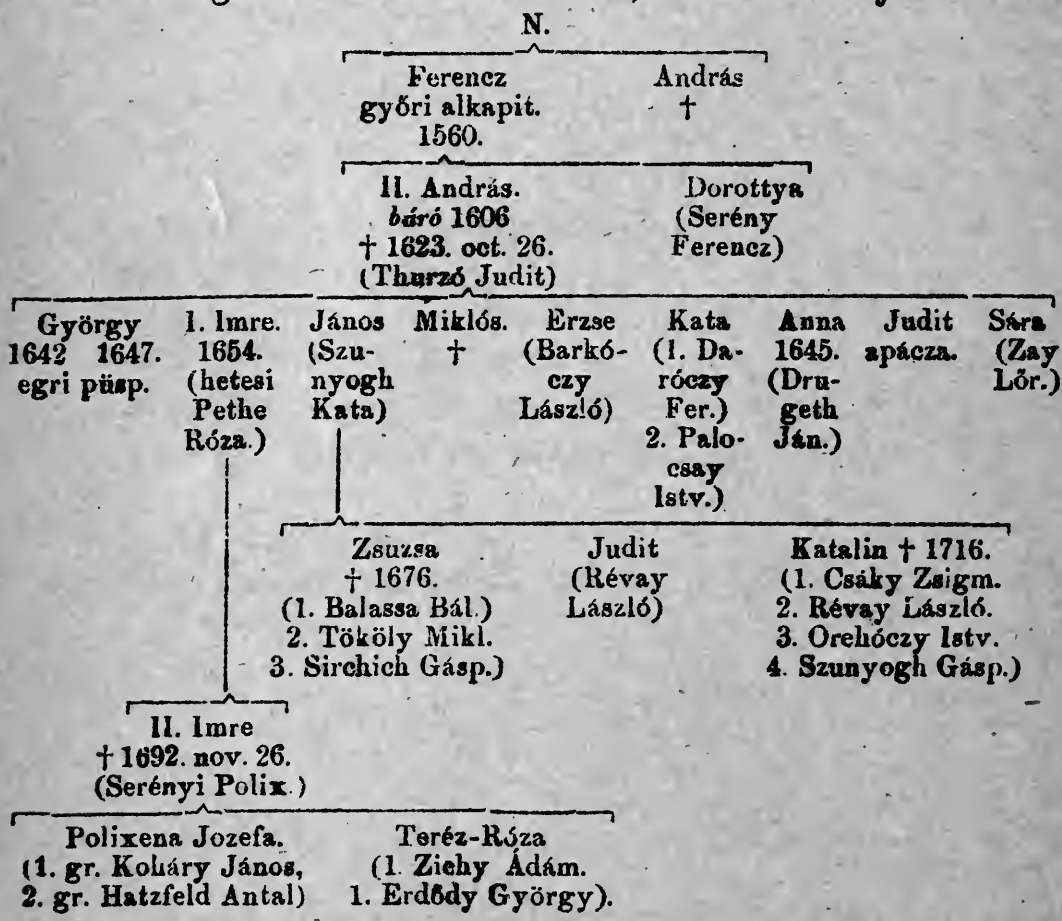 N.
Ferencz András
győri alkapit. †
1560.
II. András. Dorottya
báró 1606 (Serény
† 1623. oct. 26. Ferencz)
(Thurzó Judit)
György I. Imre. János Miklós. Erzse Kata Anna Judit Sára
1642 1647. 1654. (Szu- † (Barkó- (1. Da- 1645. apácza. (Zay
egri püsp. (hetesi nyogh czy róczy (Dru- Lőr.)
Pethe Kata) László) Fer.) geth
Róza.) 2. Palo- Ján.)
csay
Istv.)
Zsuzsa Judit Katalin † 1716.
† 1676. (Révay (1. Csáky Zsigm.
(1. Balassa Bál.) László) 2. Révay László.
2. Tököly Mikl. 3. Orehóczy Istv.
3. Sirchich Gásp.) 4. Szunyogh Gásp.)
II. Imre
† 1692. nov. 26.
(Serényi Polix.)
Polixena Jozefa. Teréz-Róza
(1. gr. Koháry János, (1. Zichy Ádám.
2. gr. Hatzfeld Antal) 1. Erdődy György).